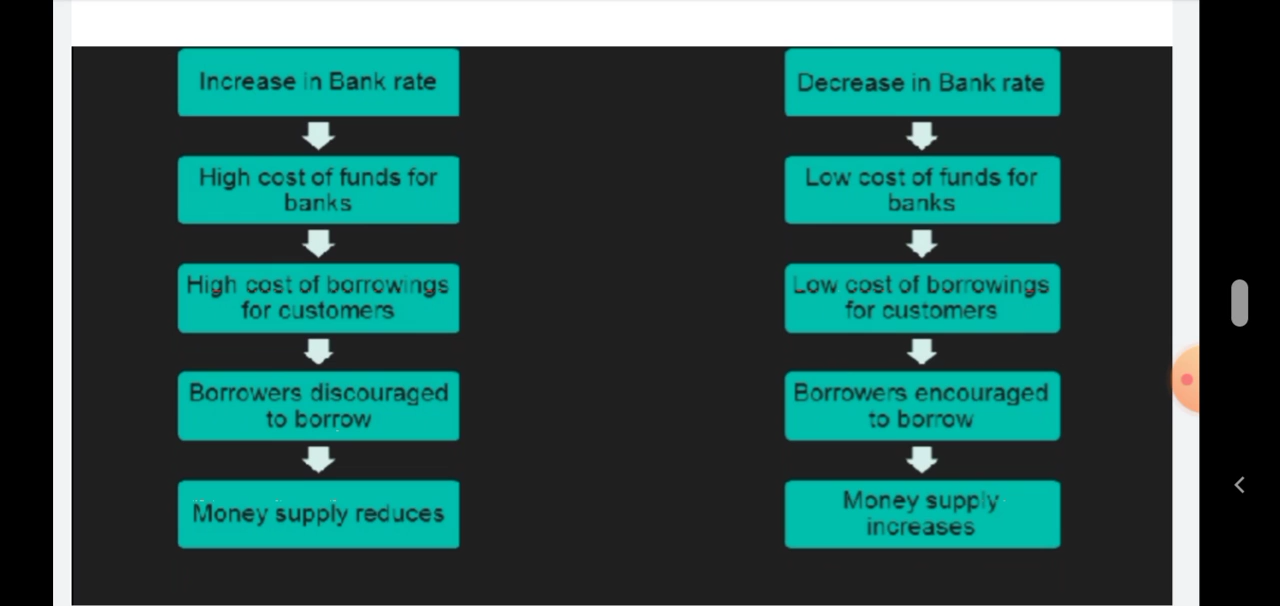 Increase in Bank rate
High cost of funds for
banks
High cost of borrowings
for customers
Borrowers discouraged
to borrow
Money supply reduces
Decrease in Bank rate
Low cost of funds for
banks
Low cost of borrowings
for customers
Borrowers encouraged
to borrow
Money supply
increases